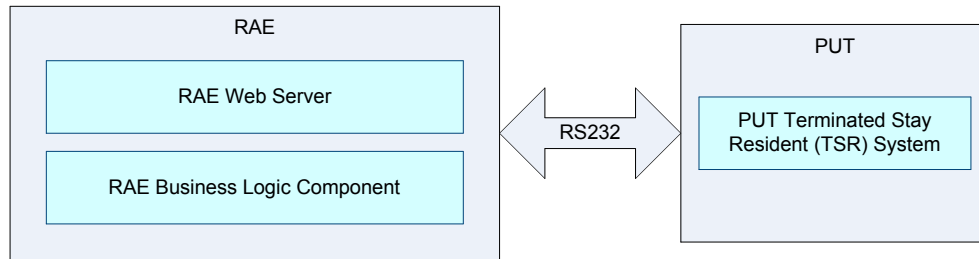 RAE
RAE Web Server
RAE Business Logic Component
RS232
PUT
PUT Terminated Stay
Resident (TSR) System